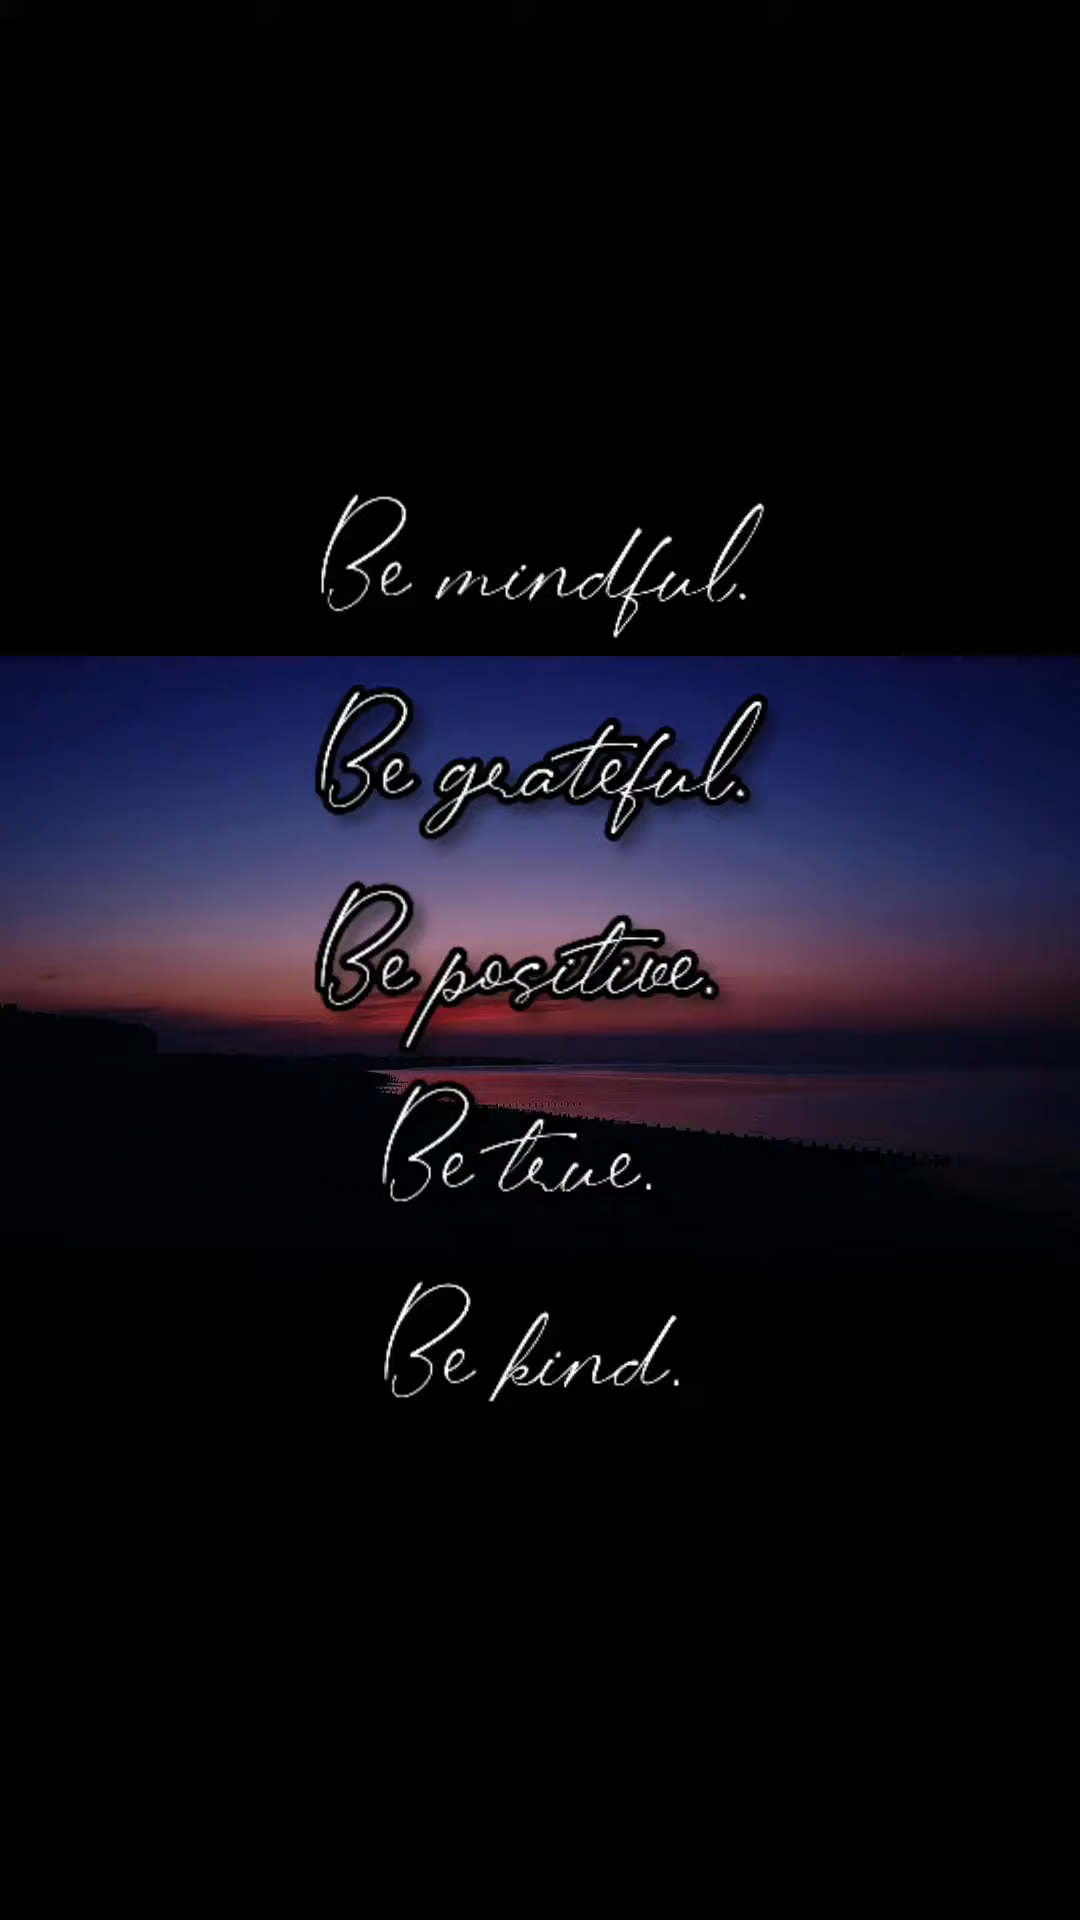 Be mindful.
Be grateful.
Be positive.
Be true.
Be kind.